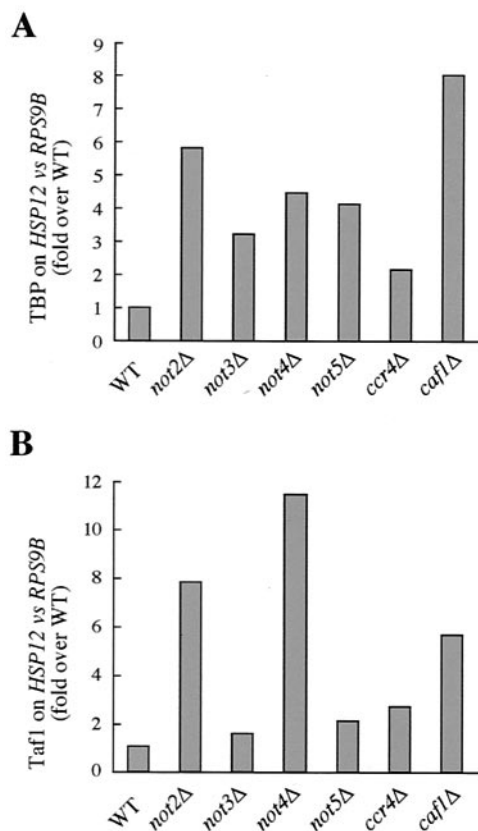 A
TBP on HSP12 vs RPS9B
(fold over WT)
9
8
7
6
5
4
3
2
1
0
WT
not2Δ
not3Δ
not4Δ
not5Δ
ccr4Δ
caf1Δ
B
Taf1 on HSP12 vs RPS9B
(fold over WT)
12
10
8
6
4
2
0
WT
not2Δ
not3Δ
not4Δ
not5Δ
ccr4Δ
caf1Δ